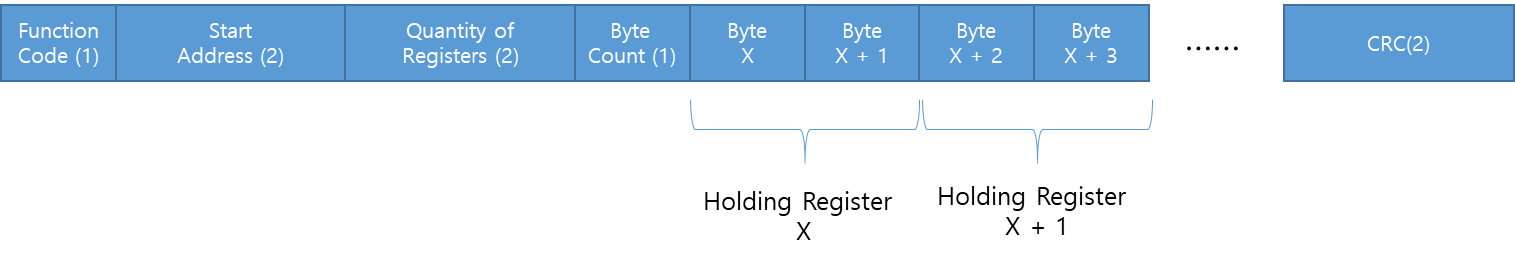 Function
Code (1)
Start
Address (2)
Quantity of
Registers (2)
Byte
Count (1)
Byte
X
Byte
X + 1
Byte
X + 2
Byte
X + 3
......
CRC(2)
Holding Register
X
Holding Register
X + 1